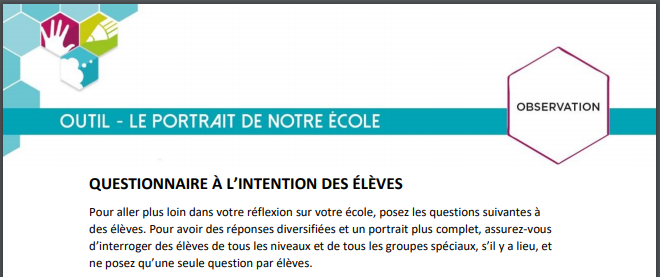 OUTIL - LE PORTRAIT DE NOTRE ÉCOLE
OBSERVATION
QUESTIONNAIRE À L’INTENTION DES ÉLÈVES
Pour aller plus loin dans votre réflexion sur votre école, posez les questions suivantes à
des élèves. Pour avoir des réponses diversifiées et un portrait plus complet, assurez-vous
d’interroger des élèves de tous les niveaux et de tous les groupes spéciaux, s’il y a lieu, et
ne posez qu’une seule question par élèves.